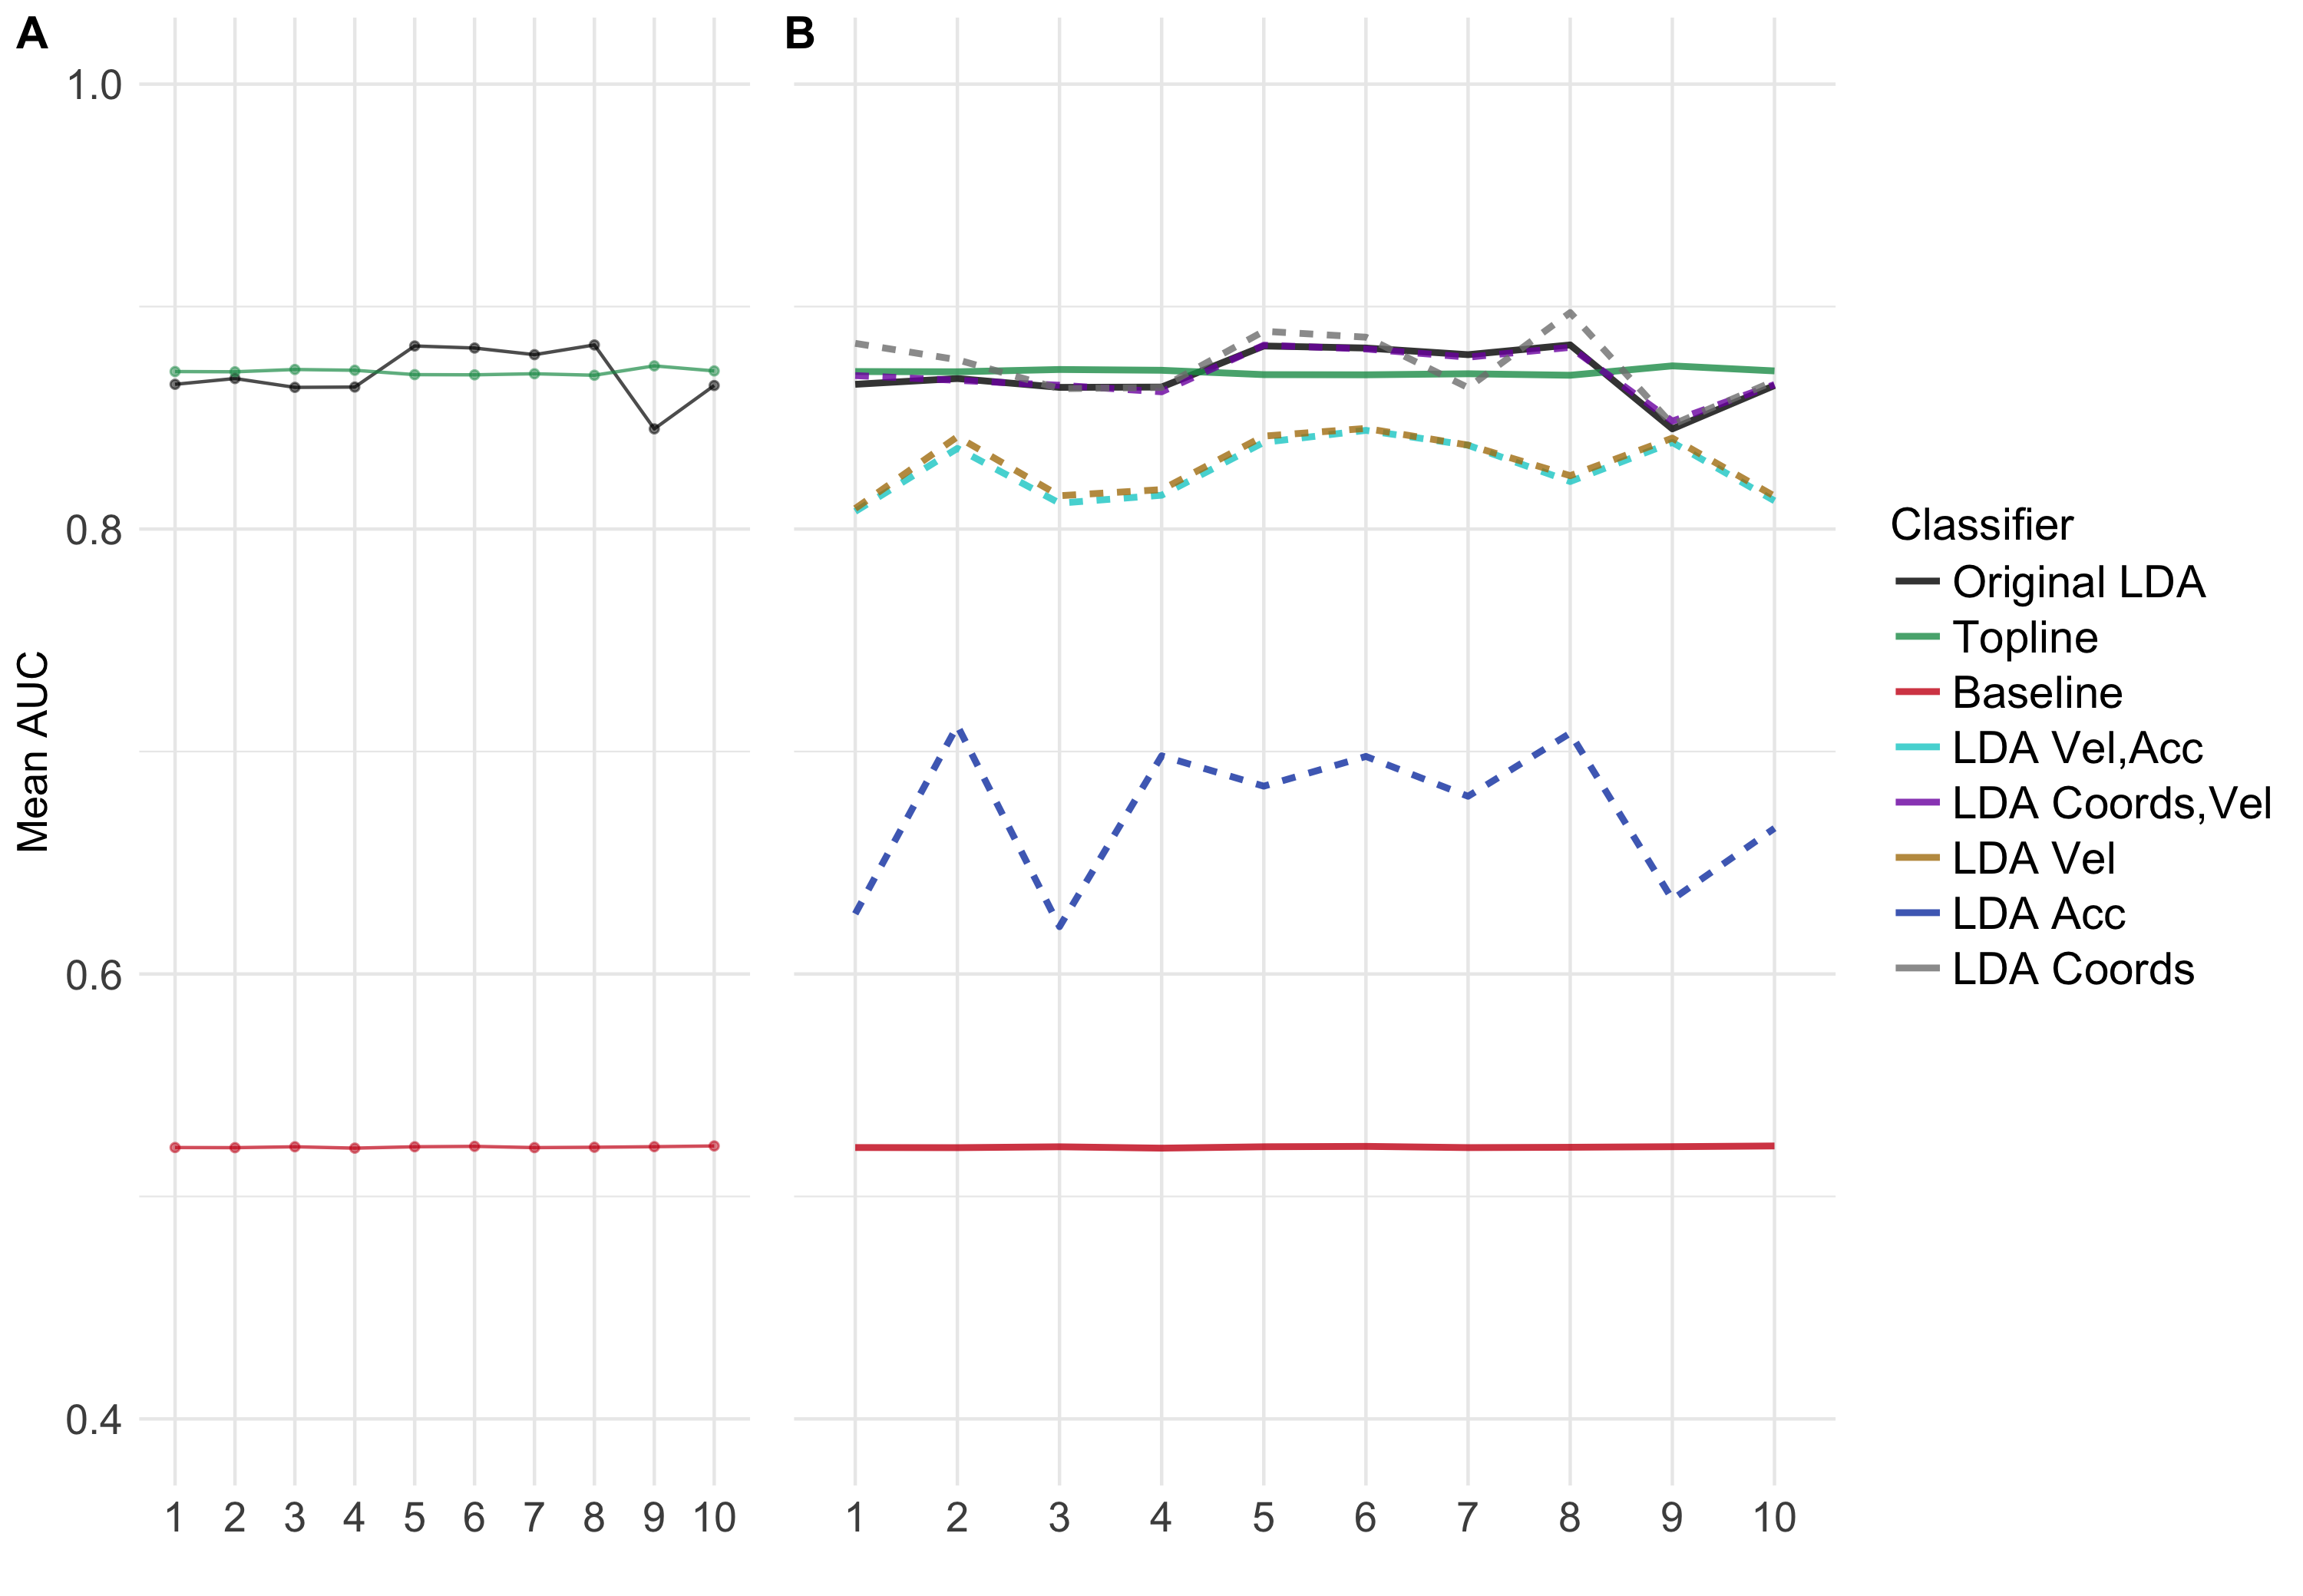 A
B
1.0
0.8
0.6
0.4
Mean AUC
1 2 3 4 5 6 7 8 9 10
1 2 3 4 5 6 7 8 9 10
Classifier
Original LDA
Topline
Baseline
LDA Vel,Acc
LDA Coords,Vel
LDA Vel
LDA Acc
LDA Coords